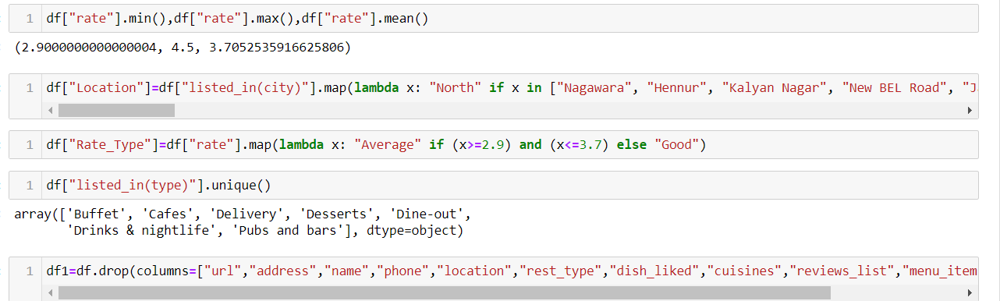 1 df["rate"].min(),df["rate"].max(),df["rate"].mean()
(2.9000000000000004, 4.5, 3.7052535916625806)
1 df["Location"]=df["listed_in(city)"].map(lambda x: "North" if x in ["Nagawara", "Hennur", "Kalyan Nagar", "New BEL Road", "J
1 df["Rate_Type"]=df["rate"].map(lambda x: "Average" if (x>=2.9) and (x<=3.7) else "Good")
1 df["listed_in(type)"].unique()
array(['Buffet', 'Cafes', 'Delivery', 'Desserts', 'Dine-out',
'Drinks & nightlife', 'Pubs and bars'], dtype=object)
1 df1=df.drop(columns=["url","address","name","phone","location","rest_type","dish_liked","cuisines","reviews_list","menu_item